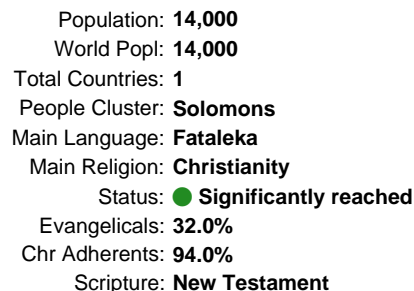 Population: 14,000
World Popl: 14,000
Total Countries: 1
People Cluster: Solomons
Main Language: Fataleka
Main Religion: Christianity
Status: Significantly reached
Evangelicals: 32.0%
Chr Adherents: 94.0%
Scripture: New Testament